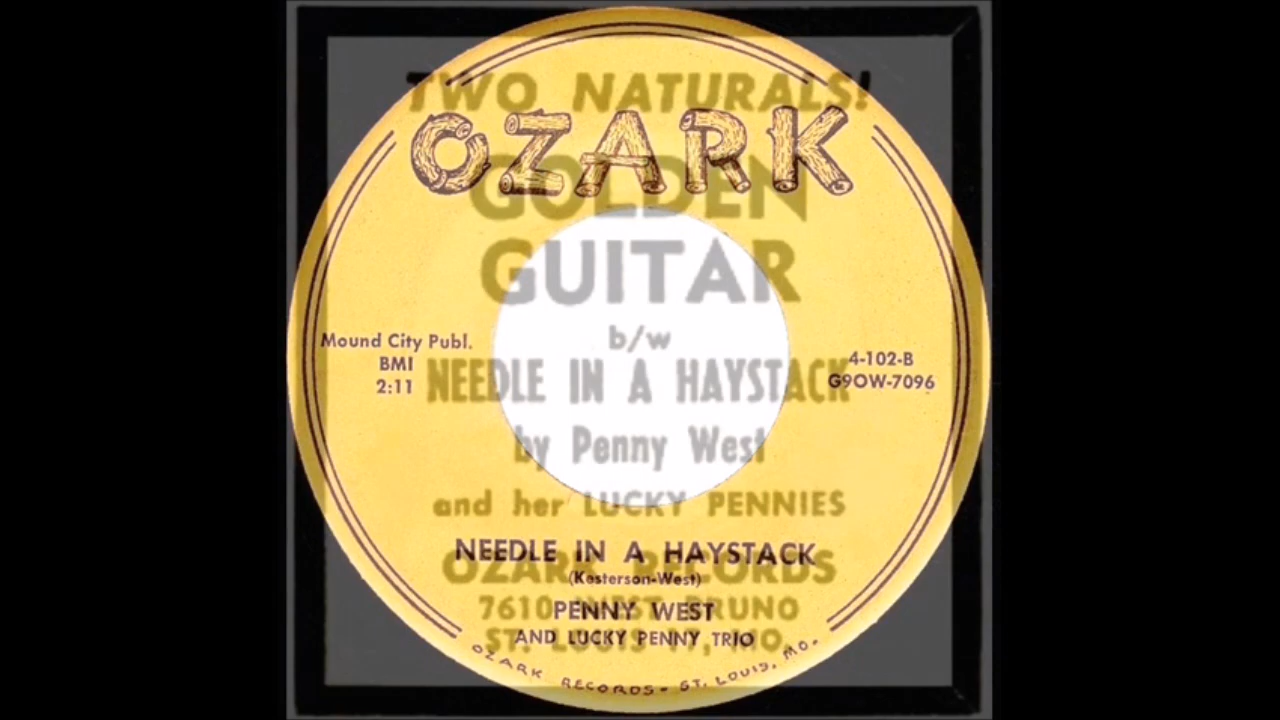 TWO NATURALS!
OZARK
GOLDEN
GUITAR
b/w
Mound City Publ.
BMI
2:11
4-102-B
G9OW-7096
NEEDLE IN A HAYSTACK
by Penny West
and her LUCKY PENNIES
NEEDLE IN A HAYSTACK
OZARK RECORDS
(Kesterson-West)
7610 WEST BRUNO
PENNY WEST
ST. LOUIS 17, MO.
AND LUCKY PENNY TRIO
OZARK RECORDS - ST. LOUIS, MO.